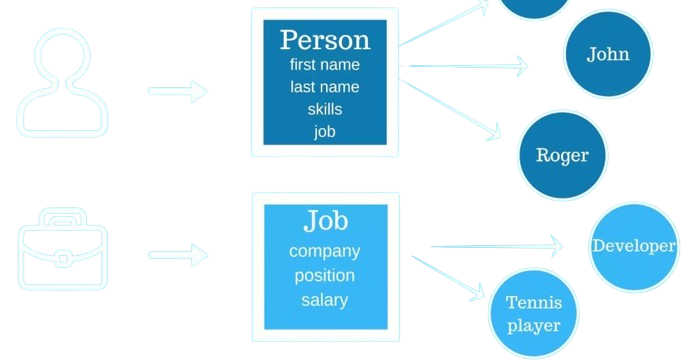 Person
first name
last name
skills
job
John
Roger
Job
company
position
salary
Developer
Tennis
player